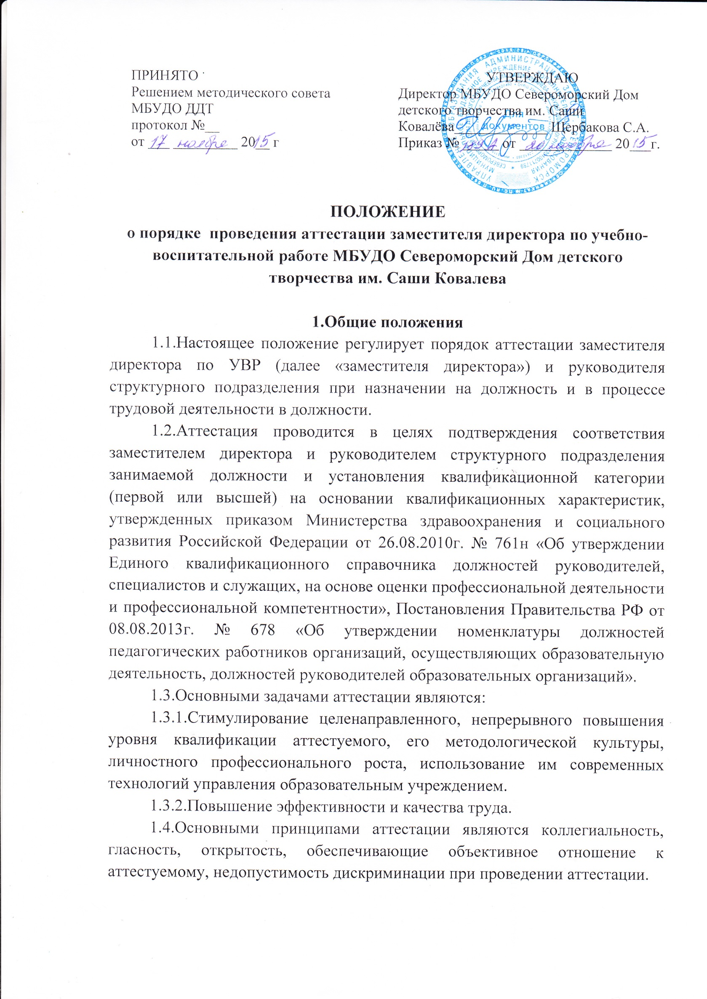 ПРИНЯТО
Решением методического совета
МБУДО ДДТ
протокол №__
от 17 ноября 2015 г
УТВЕРЖДАЮ
Директор МБУДО Североморский Дом
детского творчества им. Саши
Ковалёва Щербакова С.А.
Приказ № от 20 ноября 2015г.
Для
документов
ПОЛОЖЕНИЕ
о порядке проведения аттестации заместителя директора по учебно-
воспитательной работе МБУДО Североморский Дом детского
творчества им. Саши Ковалева
1.Общие положения
1.1.Настоящее положение регулирует порядок аттестации заместителя
директора по УВР (далее «заместителя директора») и руководителя
структурного подразделения при назначении на должность и в процессе
трудовой деятельности в должности.
1.2.Аттестация проводится в целях подтверждения соответствия
заместителем директора и руководителем структурного подразделения
занимаемой должности и установления квалификационной категории
(первой или высшей) на основании квалификационных характеристик,
утвержденных приказом Министерства здравоохранения и социального
развития Российской Федерации от 26.08.2010г. № 761н «Об утверждении
Единого квалификационного справочника должностей руководителей,
специалистов и служащих, на основе оценки профессиональной деятельности
и профессиональной компетентности», Постановления Правительства РФ от
08.08.2013г. № 678 «Об утверждении номенклатуры должностей
педагогических работников организаций, осуществляющих образовательную
деятельность, должностей руководителей образовательных организаций».
1.3.Основными задачами аттестации являются:
1.3.1.Стимулирование целенаправленного, непрерывного повышения
уровня квалификации аттестуемого, его методологической культуры,
личностного профессионального роста, использование им современных
технологий управления образовательным учреждением.
1.3.2.Повышение эффективности и качества труда.
1.4.Основными принципами аттестации являются коллегиальность,
гласность, открытость, обеспечивающие объективное отношение к
аттестуемому, недопустимость дискриминации при проведении аттестации.